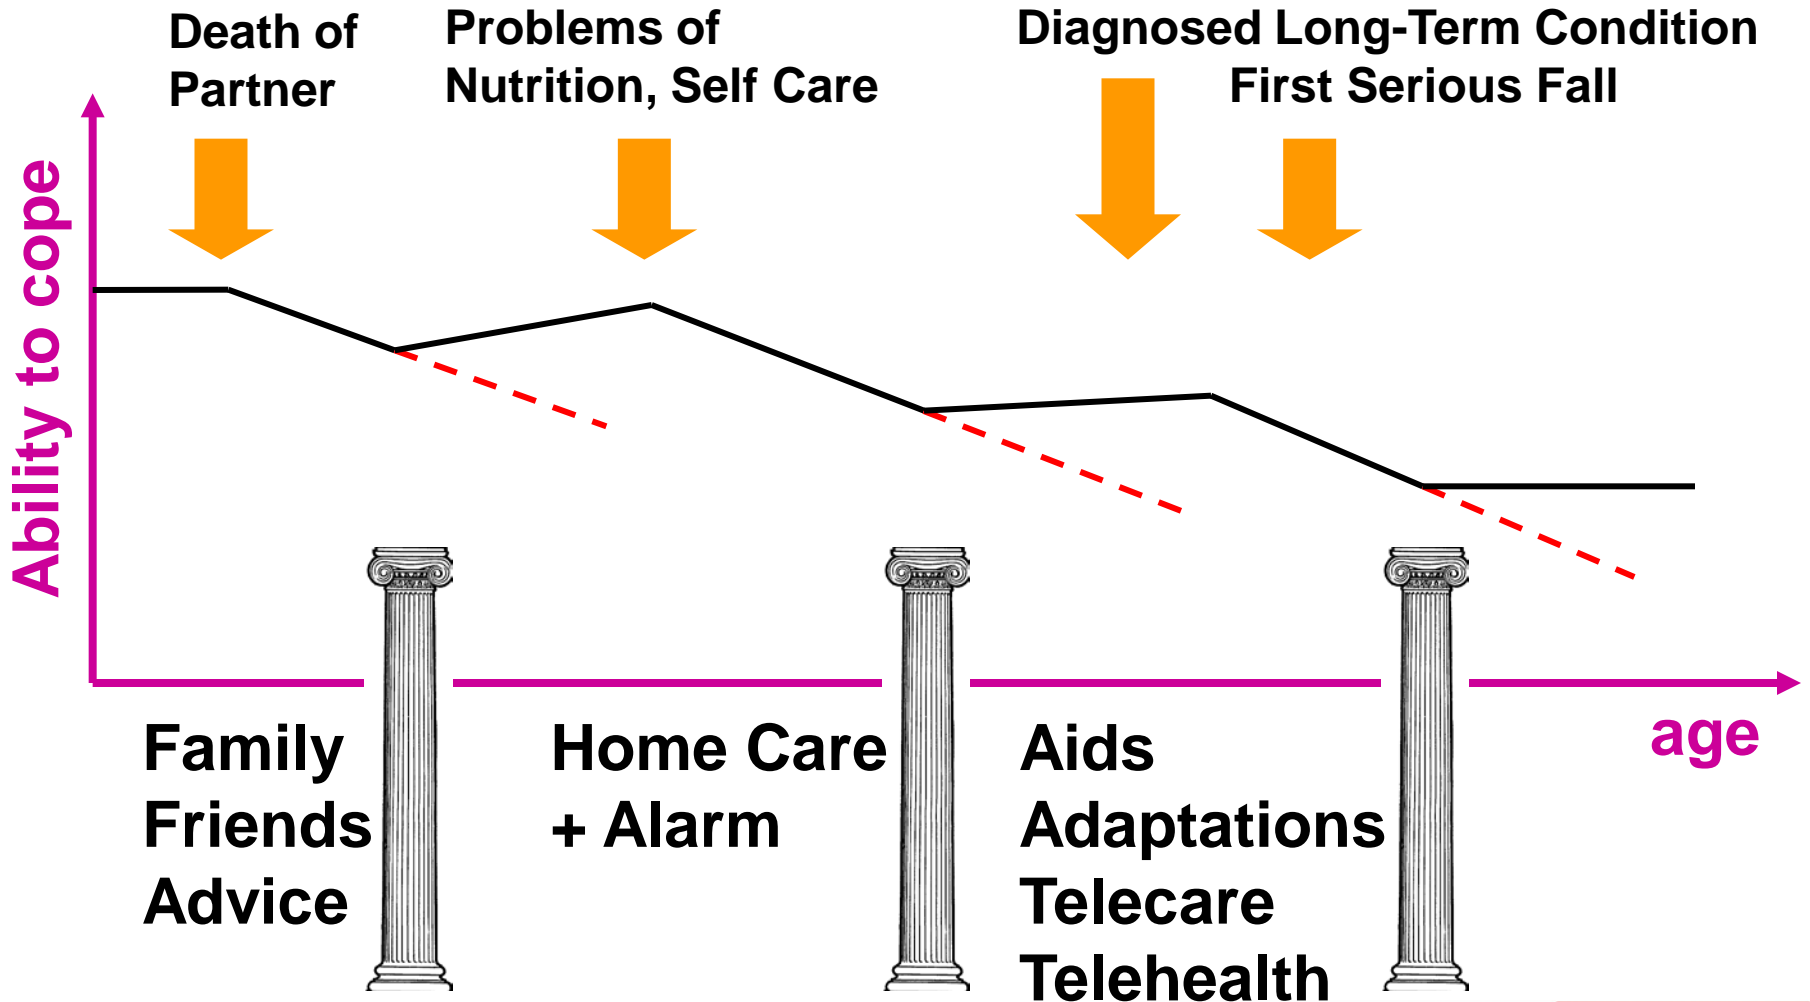 Death of
Partner
Problems of
Nutrition, Self Care
Diagnosed Long-Term Condition
First Serious Fall
Ability to cope
age
Family
Friends
Advice
Home Care
+ Alarm
Aids
Adaptations
Telecare
Telehealth